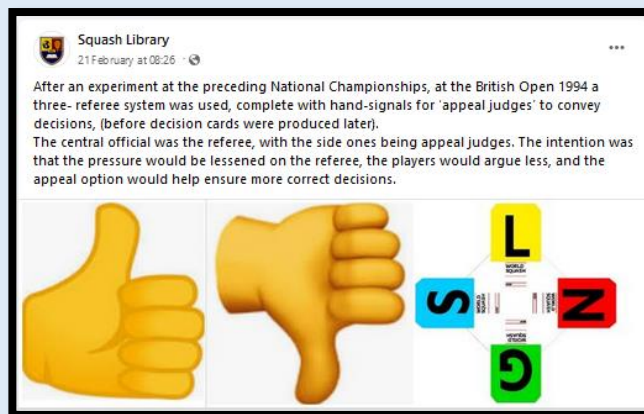 Squash Library
21 February at 08:26 ·
After an experiment at the preceding National Championships, at the British Open 1994 a
three- referee system was used, complete with hand-signals for 'appeal judges' to convey
decisions, (before decision cards were produced later).
The central official was the referee, with the side ones being appeal judges. The intention was
that the pressure would be lessened on the referee, the players would argue less, and the
appeal option would help ensure more correct decisions.
L
WORLD
SQUASH
S
N
G